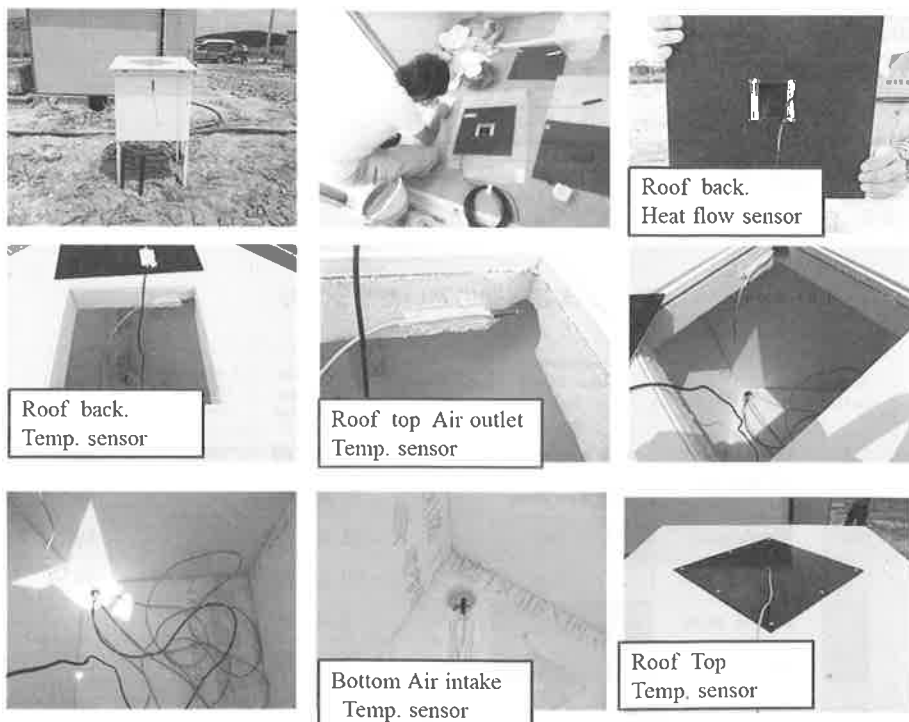 Roof back.
Heat flow sensor
Roof back.
Temp. sensor
Roof top Air outlet
Temp. sensor
Bottom Air intake
Temp. sensor
Roof Top
Temp. sensor